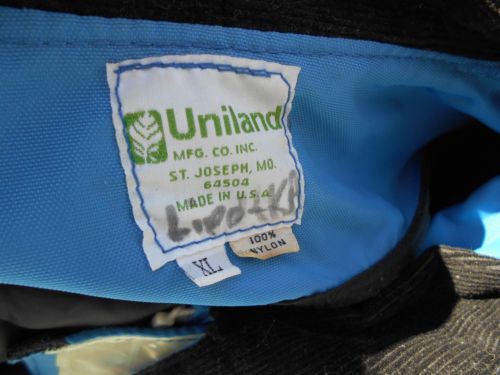 Uniland
MFG. CO. INC.
ST. JOSEPH, MO.
64504
MADE IN U.S.A.
XL
100%
NYLON